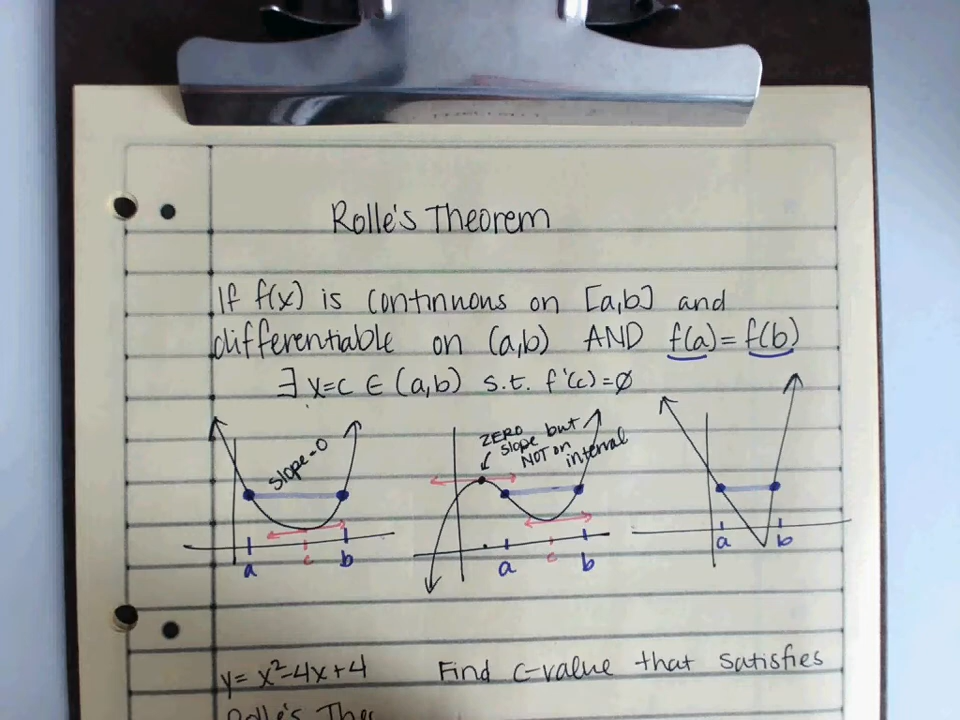 Rolle's Theorem
If f(x) is continuous on [a,b] and
differentiable on (a,b) AND f(a)=f(b)
∃ x=c ∈ (a,b) s.t. f'(c)=∅
slope=0
ZERO
slope but
NOT on
interval
a c b
a c b
a b
y=x²-4x+4 Find c-value that satisfies
Rolle's